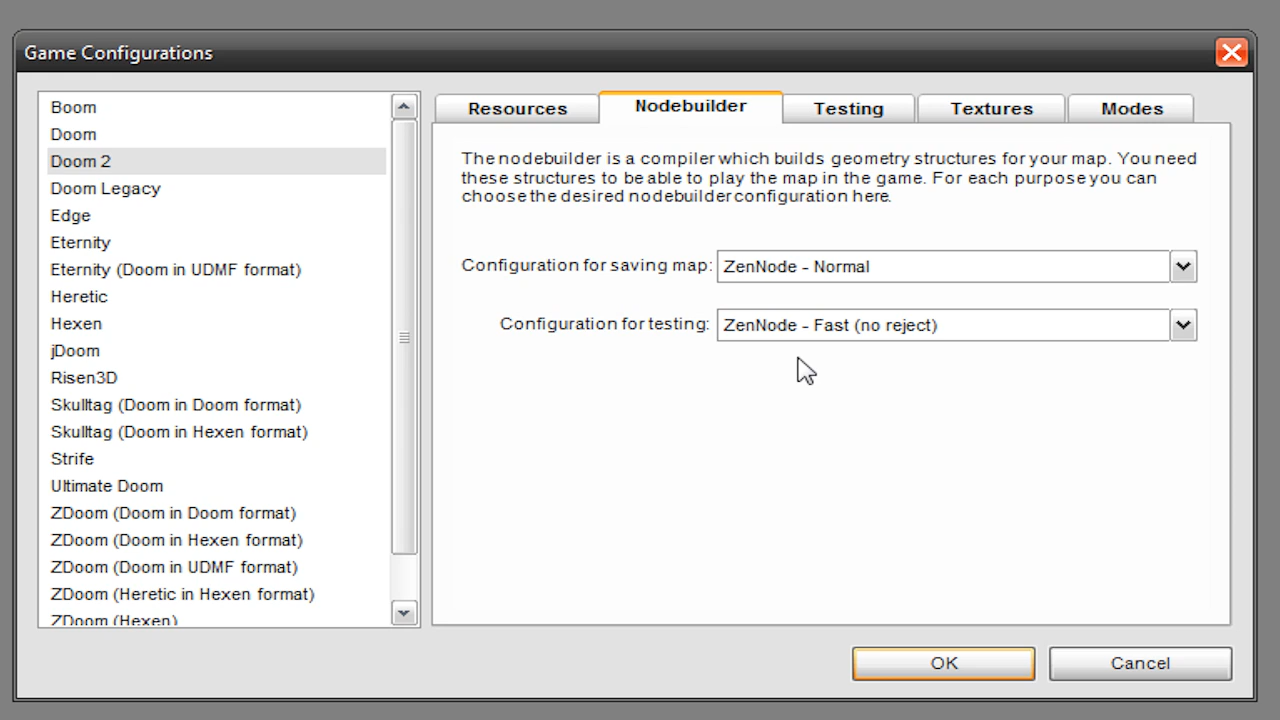 Game Configurations
Boom
Doom
Doom 2
Doom Legacy
Edge
Eternity
Eternity (Doom in UDMF format)
Heretic
Hexen
jDoom
Risen3D
Skulltag (Doom in Doom format)
Skulltag (Doom in Hexen format)
Strife
Ultimate Doom
ZDoom (Doom in Doom format)
ZDoom (Doom in Hexen format)
ZDoom (Doom in UDMF format)
ZDoom (Heretic in Hexen format)
ZDoom (Hexen)
Resources
Nodebuilder
Testing
Textures
Modes
The nodebuilder is a compiler which builds geometry structures for your map. You need
these structures to be able to play the map in the game. For each purpose you can
choose the desired nodebuilder configuration here.
Configuration for saving map:
ZenNode - Normal
Configuration for testing:
ZenNode - Fast (no reject)
OK
Cancel